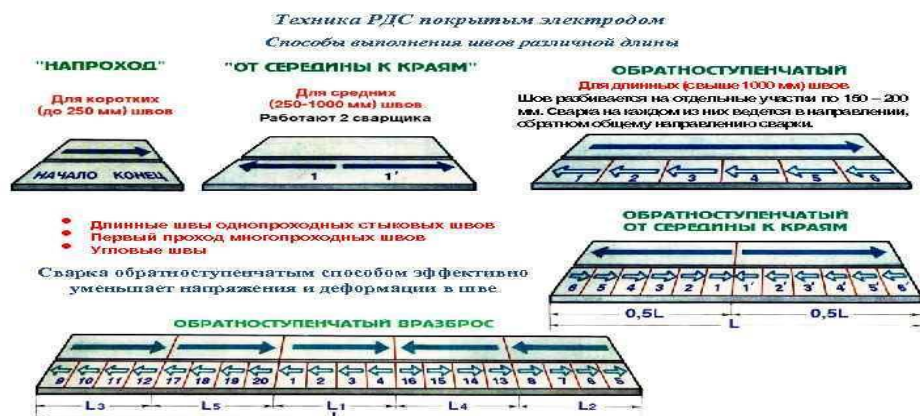 Техника РДС покрытым электродом
Способы выполнения швов различной длины
"НАПРОХОД"
Для коротких
(до 250 мм) швов
НАЧАЛО КОНЕЦ
"ОТ СЕРЕДИНЫ К КРАЯМ"
Для средних
(250-1000 мм) швов
Работают 2 сварщика
1 1'
ОБРАТНОСТУПЕНЧАТЫЙ
Для длинных (свыше 1000 мм) швов
Шов разбивается на отдельные участки по 150 – 200
мм. Сварка на каждом из них ведется в направлении,
обратном общему направлению сварки.
1 2 3 4 5 6
Длинные швы однопроходных стыковых швов
Первый проход многопроходных швов
Угловые швы
Сварка обратноступенчатым способом эффективно
уменьшает напряжения и деформации в шве
ОБРАТНОСТУПЕНЧАТЫЙ
ОТ СЕРЕДИНЫ К КРАЯМ
6 5 4 3 2 1 1' 2' 3' 4' 5' 6'
0,5L 0,5L
L
ОБРАТНОСТУПЕНЧАТЫЙ ВРАЗБРОС
9 10 11 12 17 18 19 20 1 2 3 4 16 15 14 13 8 7 6 5
L3 L5 L1 L4 L2
L